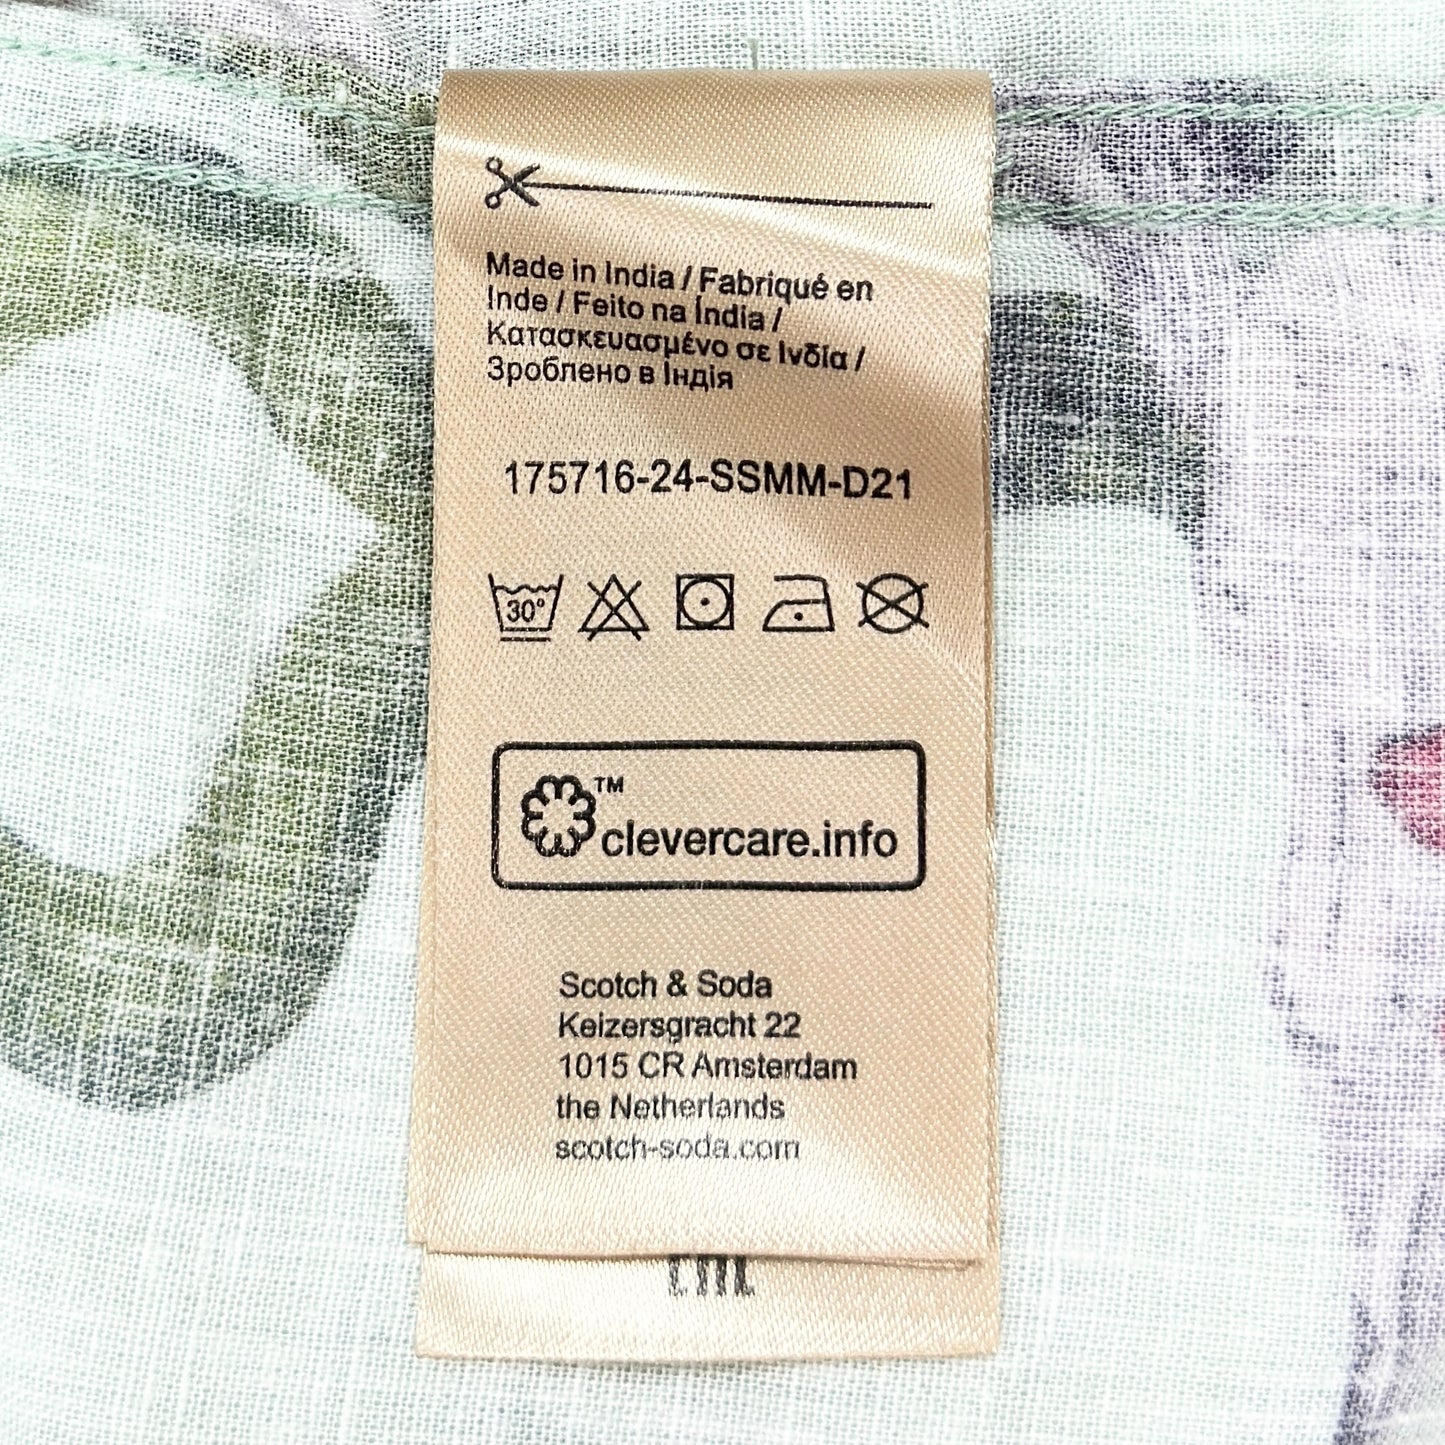 Made in India / Fabriqué en
Inde / Feito na Índia /
Κατασκευασμένο σε Ινδία /
Зроблено в Індія
175716-24-SSMM-D21
30°
™
clevercare.info
Scotch & Soda
Keizersgracht 22
1015 CR Amsterdam
the Netherlands
scotch-soda.com